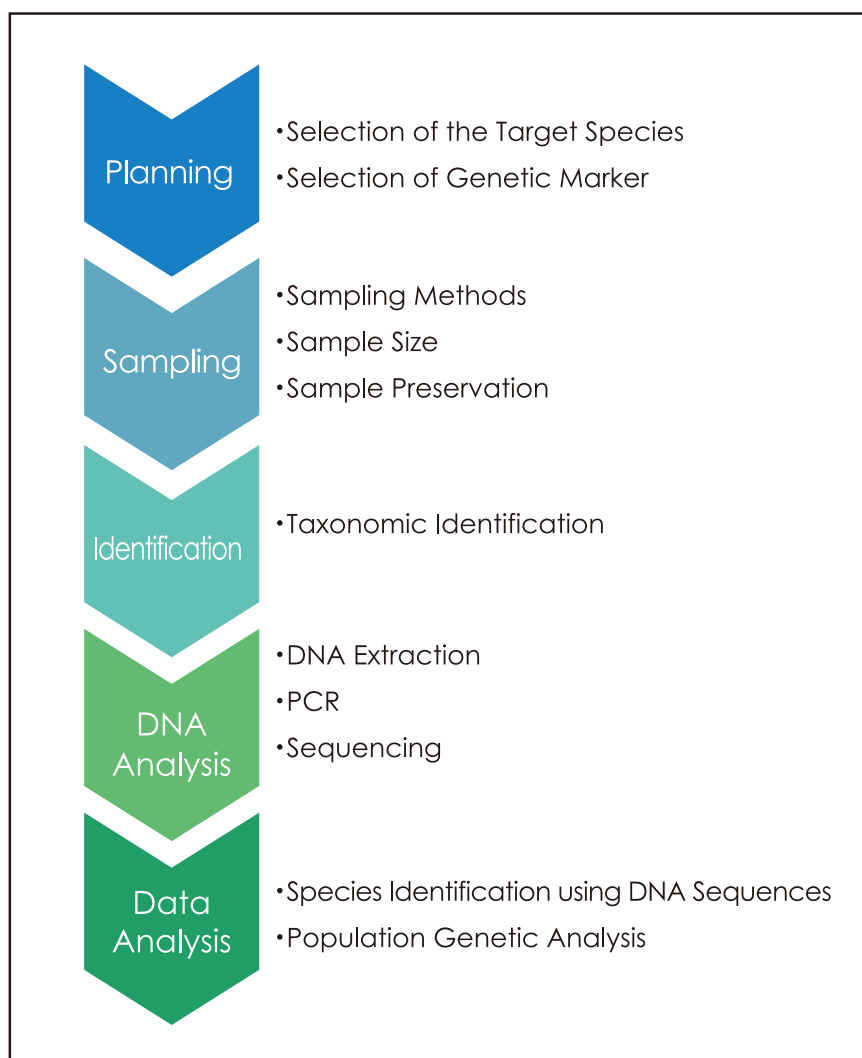 Planning
・Selection of the Target Species
・Selection of Genetic Marker
Sampling
・Sampling Methods
・Sample Size
・Sample Preservation
Identification
・Taxonomic Identification
DNA
Analysis
・DNA Extraction
・PCR
・Sequencing
Data
Analysis
・Species Identification using DNA Sequences
・Population Genetic Analysis